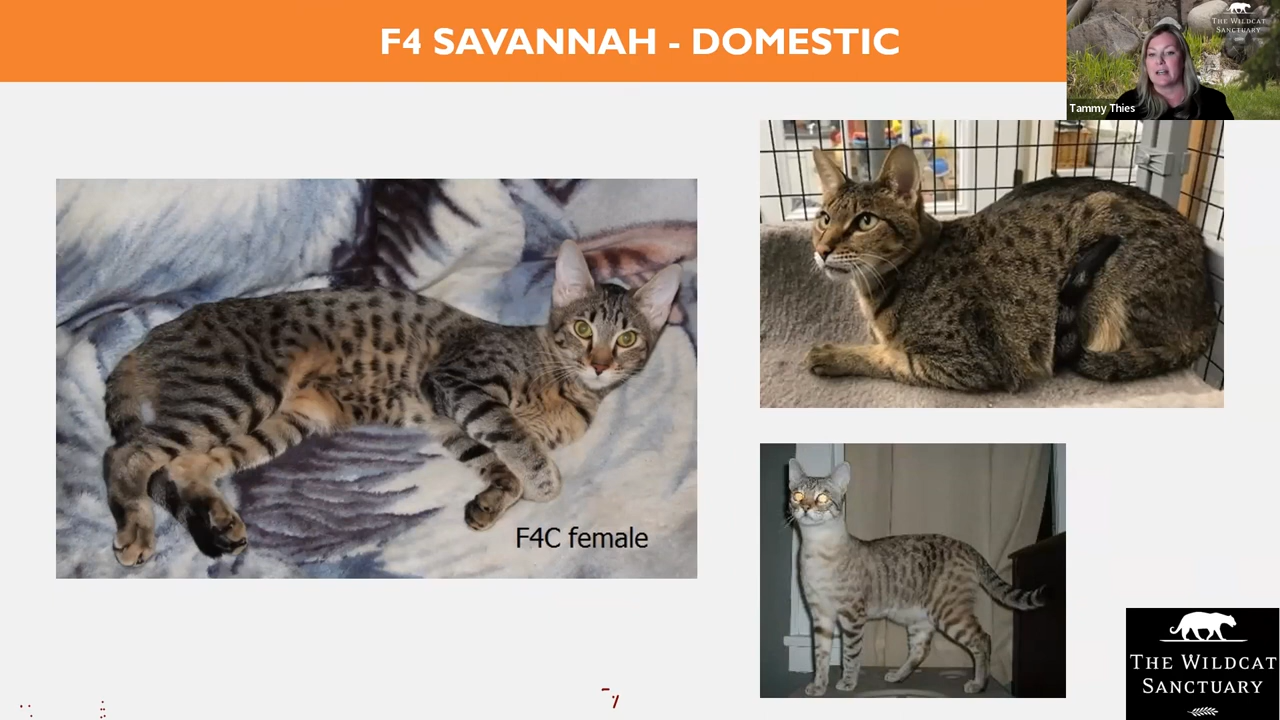 F4 SAVANNAH - DOMESTIC
THE WILDCAT
SANCTUARY
Tammy Thies
F4C female
THE WILDCAT
SANCTUARY